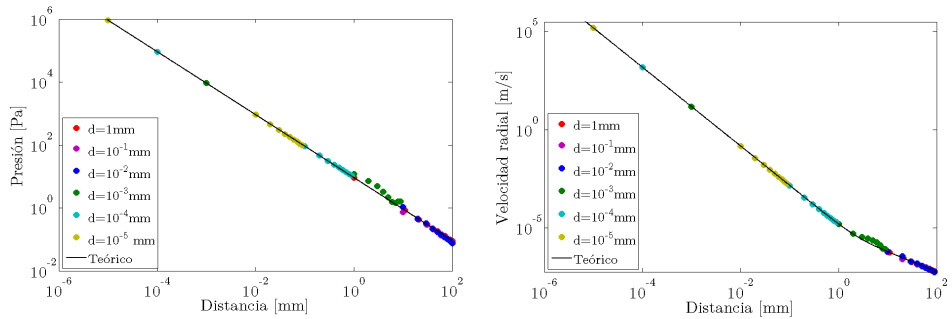 10^6
10^4
10^2
10^0
10^-2
Presión [Pa]
d=1mm
d=10^-1mm
d=10^-2mm
d=10^-3mm
d=10^-4mm
d=10^-5 mm
Teórico
10^-6
10^-4
10^-2
10^0
10^2
Distancia [mm]
10^5
10^0
10^-5
Velocidad radial [m/s]
d=1mm
d=10^-1mm
d=10^-2mm
d=10^-3mm
d=10^-4mm
d=10^-5mm
Teórico
10^-6
10^-4
10^-2
10^0
10^2
Distancia [mm]